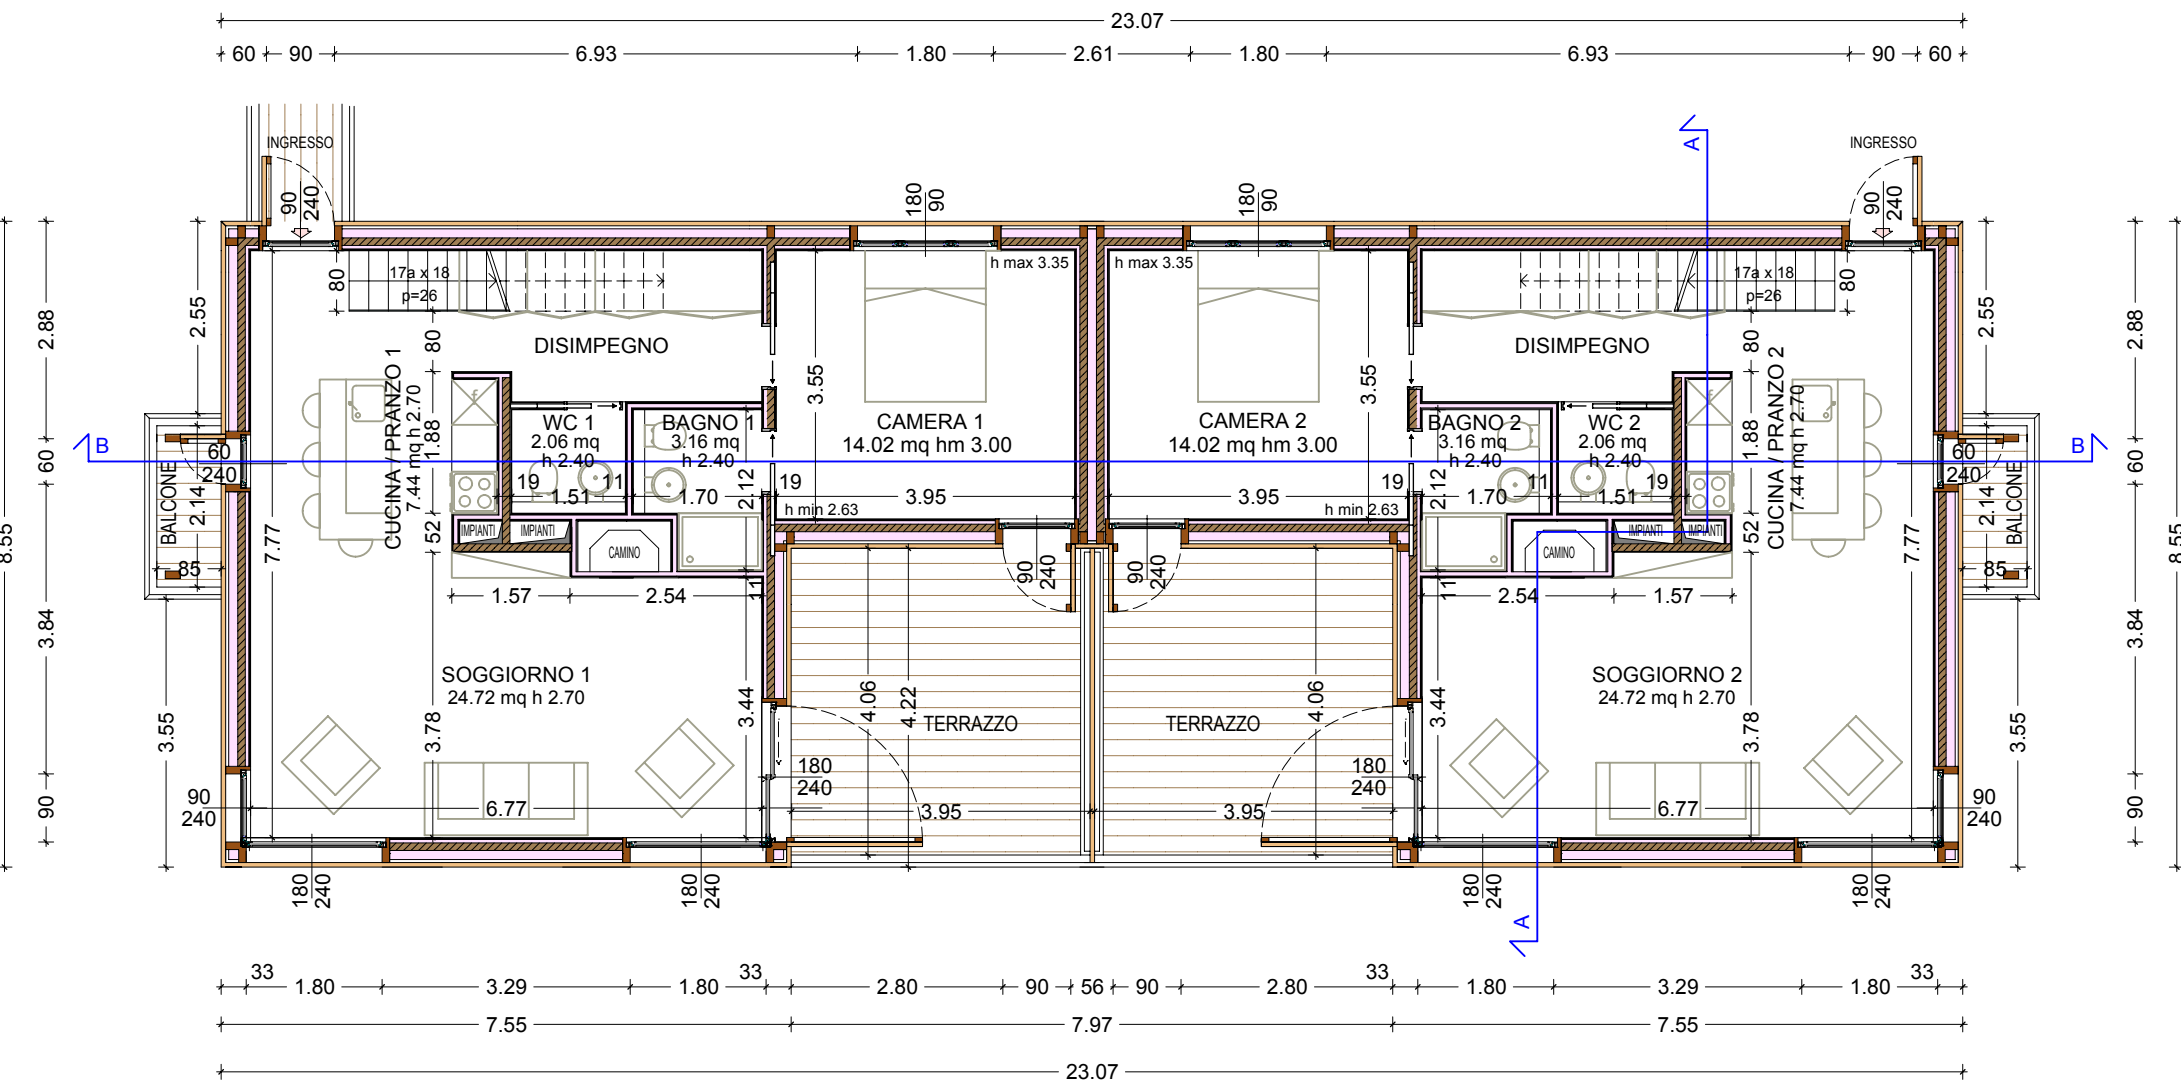 23.07
60 90 6.93 1.80 2.61 1.80 6.93 90 60
INGRESSO
INGRESSO
A
90
240
180
90
180
90
90
240
h max 3.35
h max 3.35
17a x 18
p=26
17a x 18
p=26
80
80
2.55
2.88
2.55
2.88
DISIMPEGNO
DISIMPEGNO
80
80
3.55
3.55
CUCINA / PRANZO 1
7.44 mq h 2.70
WC 1
2.06 mq
h 2.40
BAGNO 1
3.16 mq
h 2.40
CAMERA 1
14.02 mq hm 3.00
CAMERA 2
14.02 mq hm 3.00
BAGNO 2
3.16 mq
h 2.40
WC 2
2.06 mq
h 2.40
CUCINA / PRANZO 2
7.44 mq h 2.70
f
f
B
B
60
240
60
240
60
60
1.88
1.88
19 1.51 11 1.70 2.12 19 3.95
3.95 19 2.12 1.70 11 1.51 19
h min 2.63
h min 2.63
BALCONE
2.14
85
BALCONE
2.14
85
52
IMPIANTI
IMPIANTI
CAMINO
CAMINO
IMPIANTI
IMPIANTI
52
8.55
7.77
7.77
8.55
90
240
90
240
1.57 2.54 11
11 2.54 1.57
3.84
3.84
SOGGIORNO 1
24.72 mq h 2.70
SOGGIORNO 2
24.72 mq h 2.70
3.55
3.78
3.44
4.06
4.22
TERRAZZO
TERRAZZO
4.06
3.44
3.78
3.55
180
240
180
240
90
90
240
6.77
3.95
3.95
6.77
90
240
90
180
240
180
240
180
240
180
240
A
33 1.80 3.29 1.80 33 2.80 90 56 90 2.80 33 1.80 3.29 1.80 33
7.55 7.97 7.55
23.07